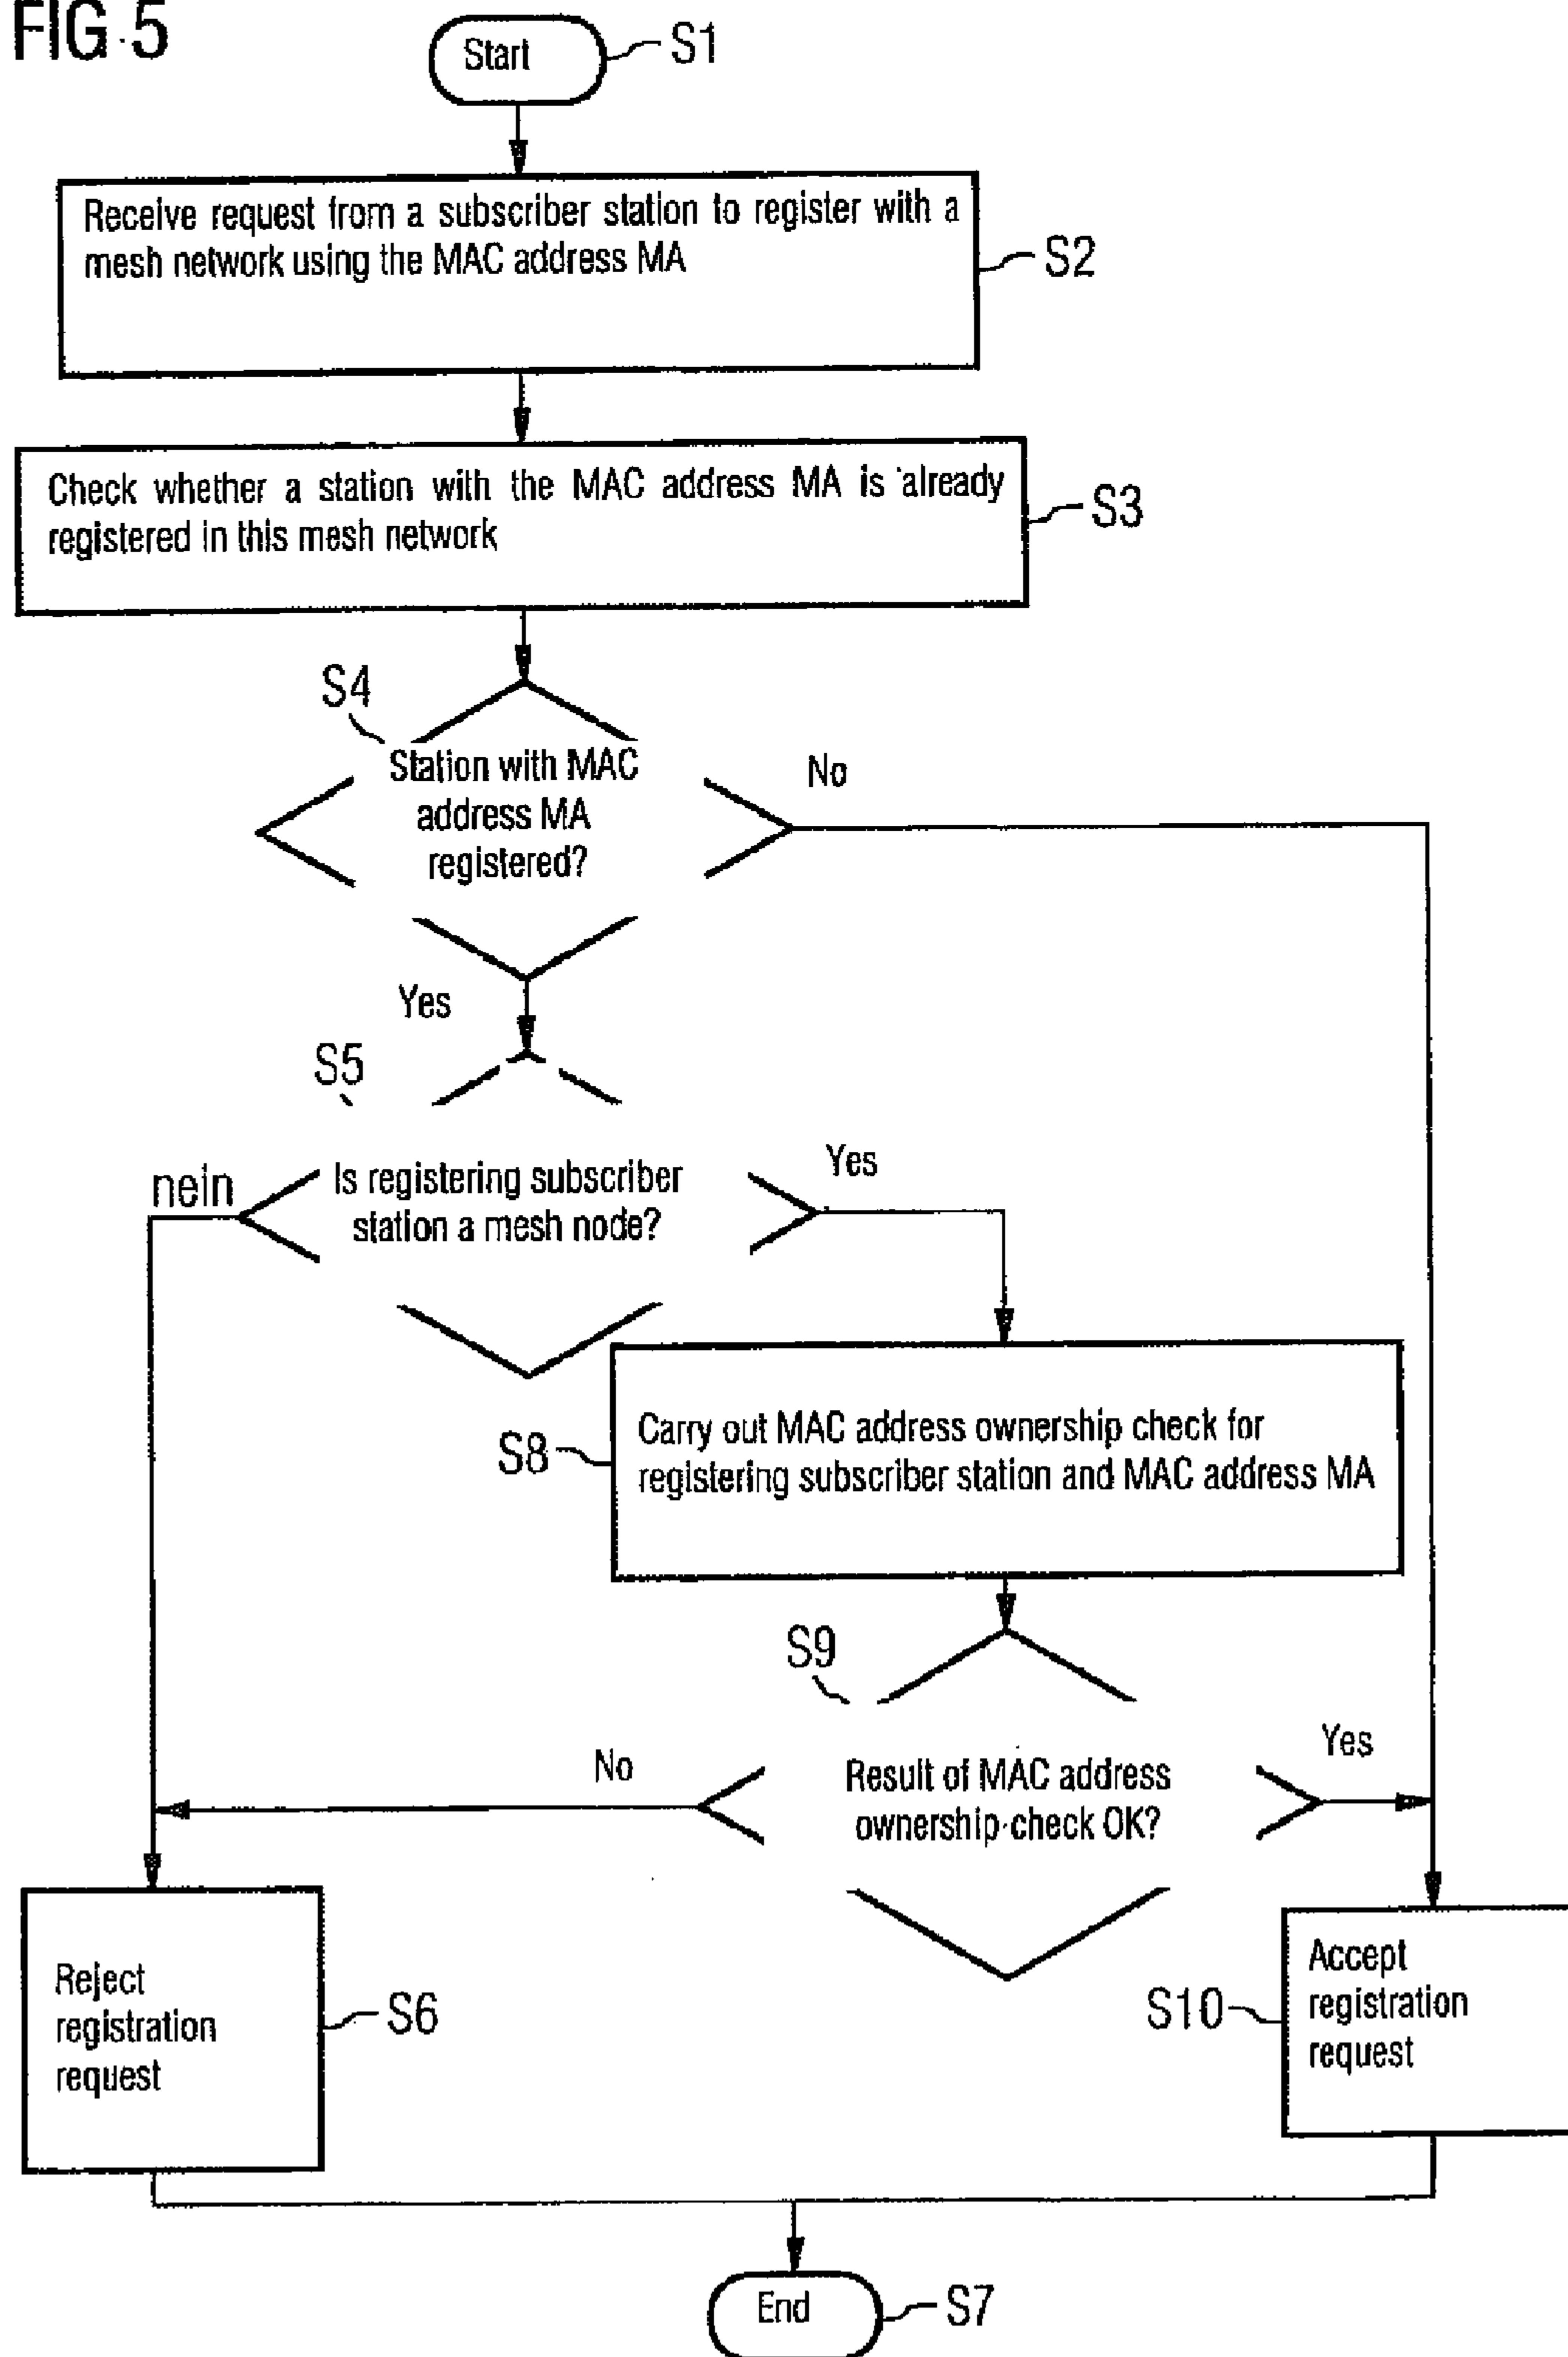 FIG 5
Start
S1
Receive request from a subscriber station to register with a
mesh network using the MAC address MA
S2
Check whether a station with the MAC address MA is already
registered in this mesh network
S3
S4
Station with MAC
address MA
registered?
No
Yes
S5
nein
Is registering subscriber
station a mesh node?
Yes
S8
Carry out MAC address ownership check for
registering subscriber station and MAC address MA
S9
No
Result of MAC address
ownership check OK?
Yes
Reject
registration
request
S6
S10
Accept
registration
request
End
S7